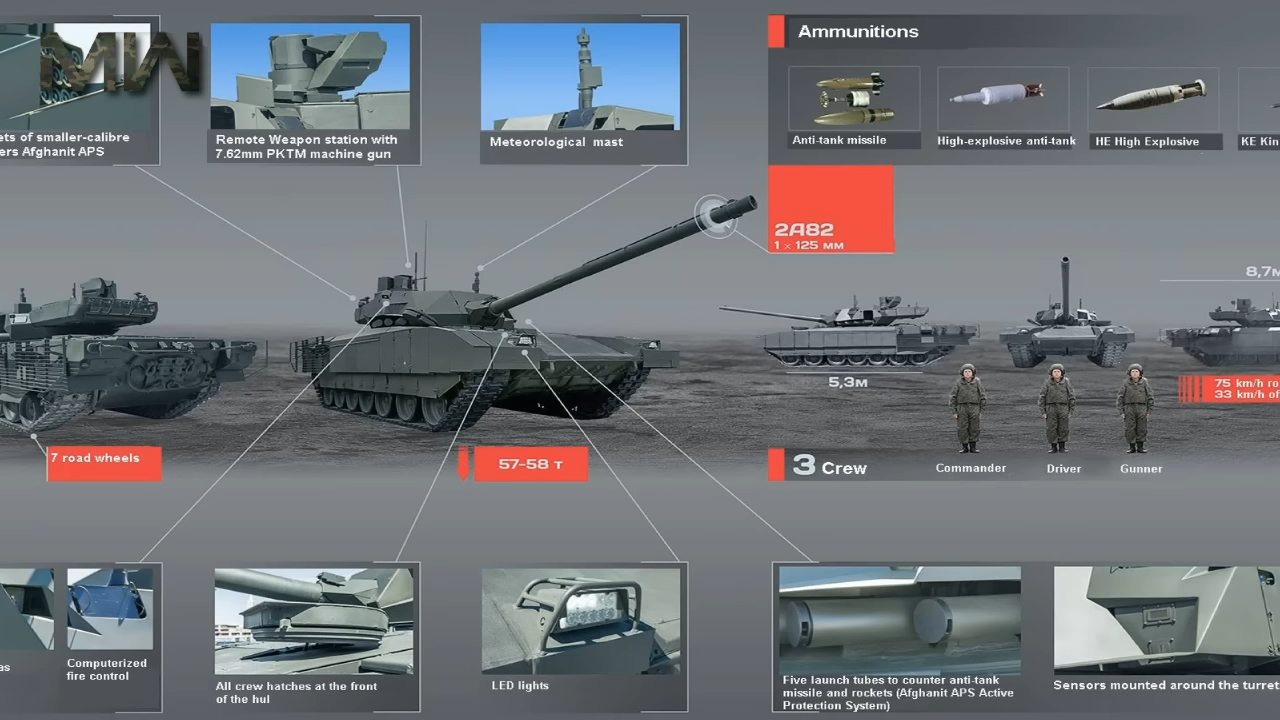 MW
ets of smaller-calibre
ers Afghanit APS
Remote Weapon station with
7.62mm PKTM machine gun
Meteorological mast
Ammunitions
Anti-tank missile
High-explosive anti-tank
HE High Explosive
KE Kin
2A82
1 × 125 мм
8,7м
5,3м
75 km/h ro
33 km/h of
7 road wheels
57-58 т
3 Crew
Commander
Driver
Gunner
as
Computerized
fire control
All crew hatches at the front
of the hul
LED lights
Five launch tubes to counter anti-tank
missile and rockets (Afghanit APS Active
Protection System)
Sensors mounted around the turret